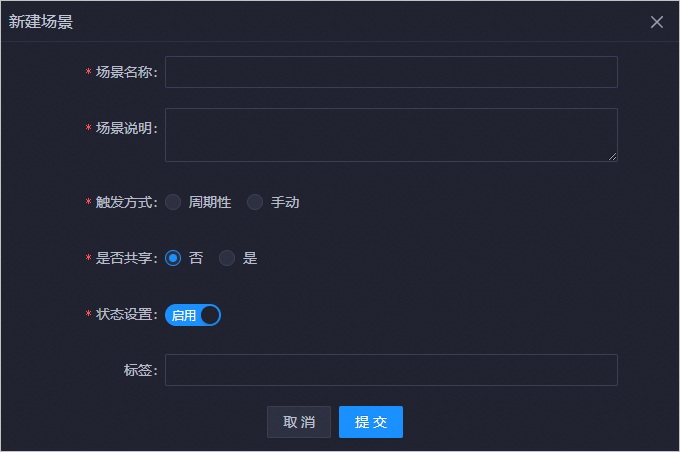 新建场景
* 场景名称:
* 场景说明:
* 触发方式: 周期性 手动
* 是否共享: 否 是
* 状态设置: 启用
标签:
取 消 提 交